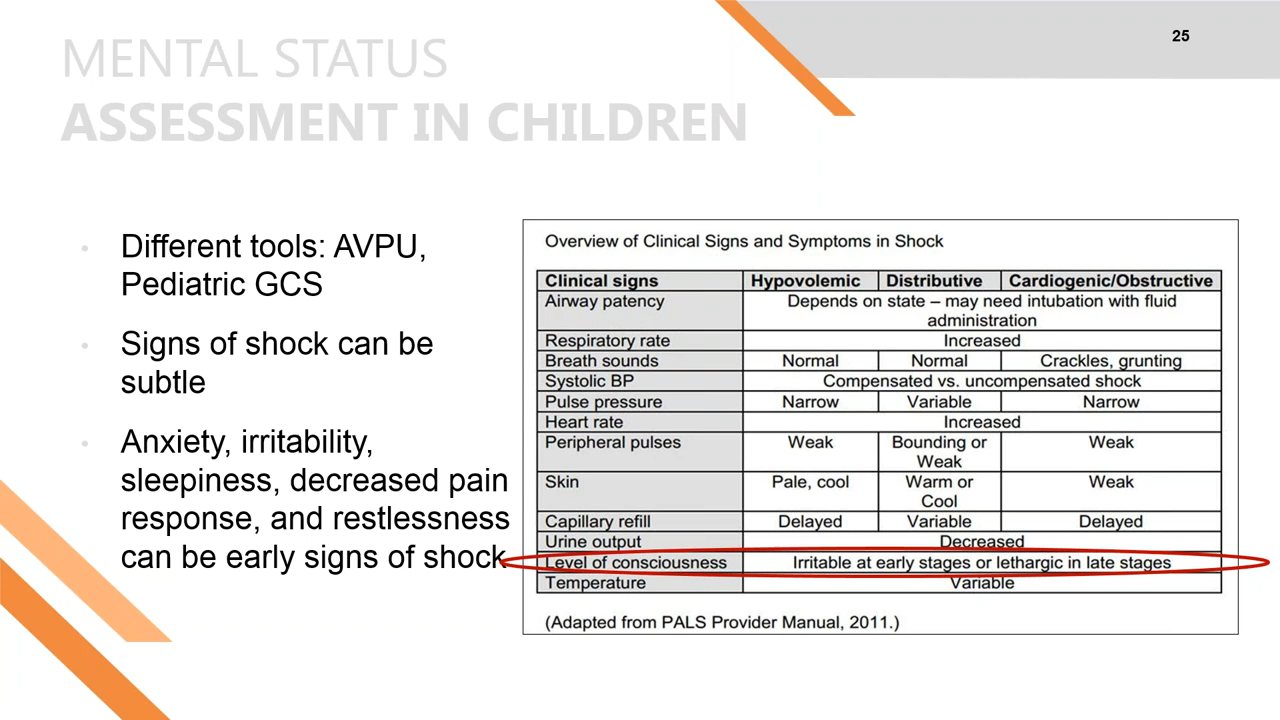 25
MENTAL STATUS
ASSESSMENT IN CHILDREN
• Different tools: AVPU,
Pediatric GCS
• Signs of shock can be
subtle
• Anxiety, irritability,
sleepiness, decreased pain
response, and restlessness
can be early signs of shock
Overview of Clinical Signs and Symptoms in Shock
Clinical signs Hypovolemic Distributive Cardiogenic/Obstructive
Airway patency Depends on state – may need intubation with fluid
administration
Respiratory rate Increased
Breath sounds Normal Normal Crackles, grunting
Systolic BP Compensated vs. uncompensated shock
Pulse pressure Narrow Variable Narrow
Heart rate Increased
Peripheral pulses Weak Bounding or Weak
Weak
Skin Pale, cool Warm or Weak
Cool
Capillary refill Delayed Variable Delayed
Urine output Decreased
Level of consciousness Irritable at early stages or lethargic in late stages
Temperature Variable
(Adapted from PALS Provider Manual, 2011.)